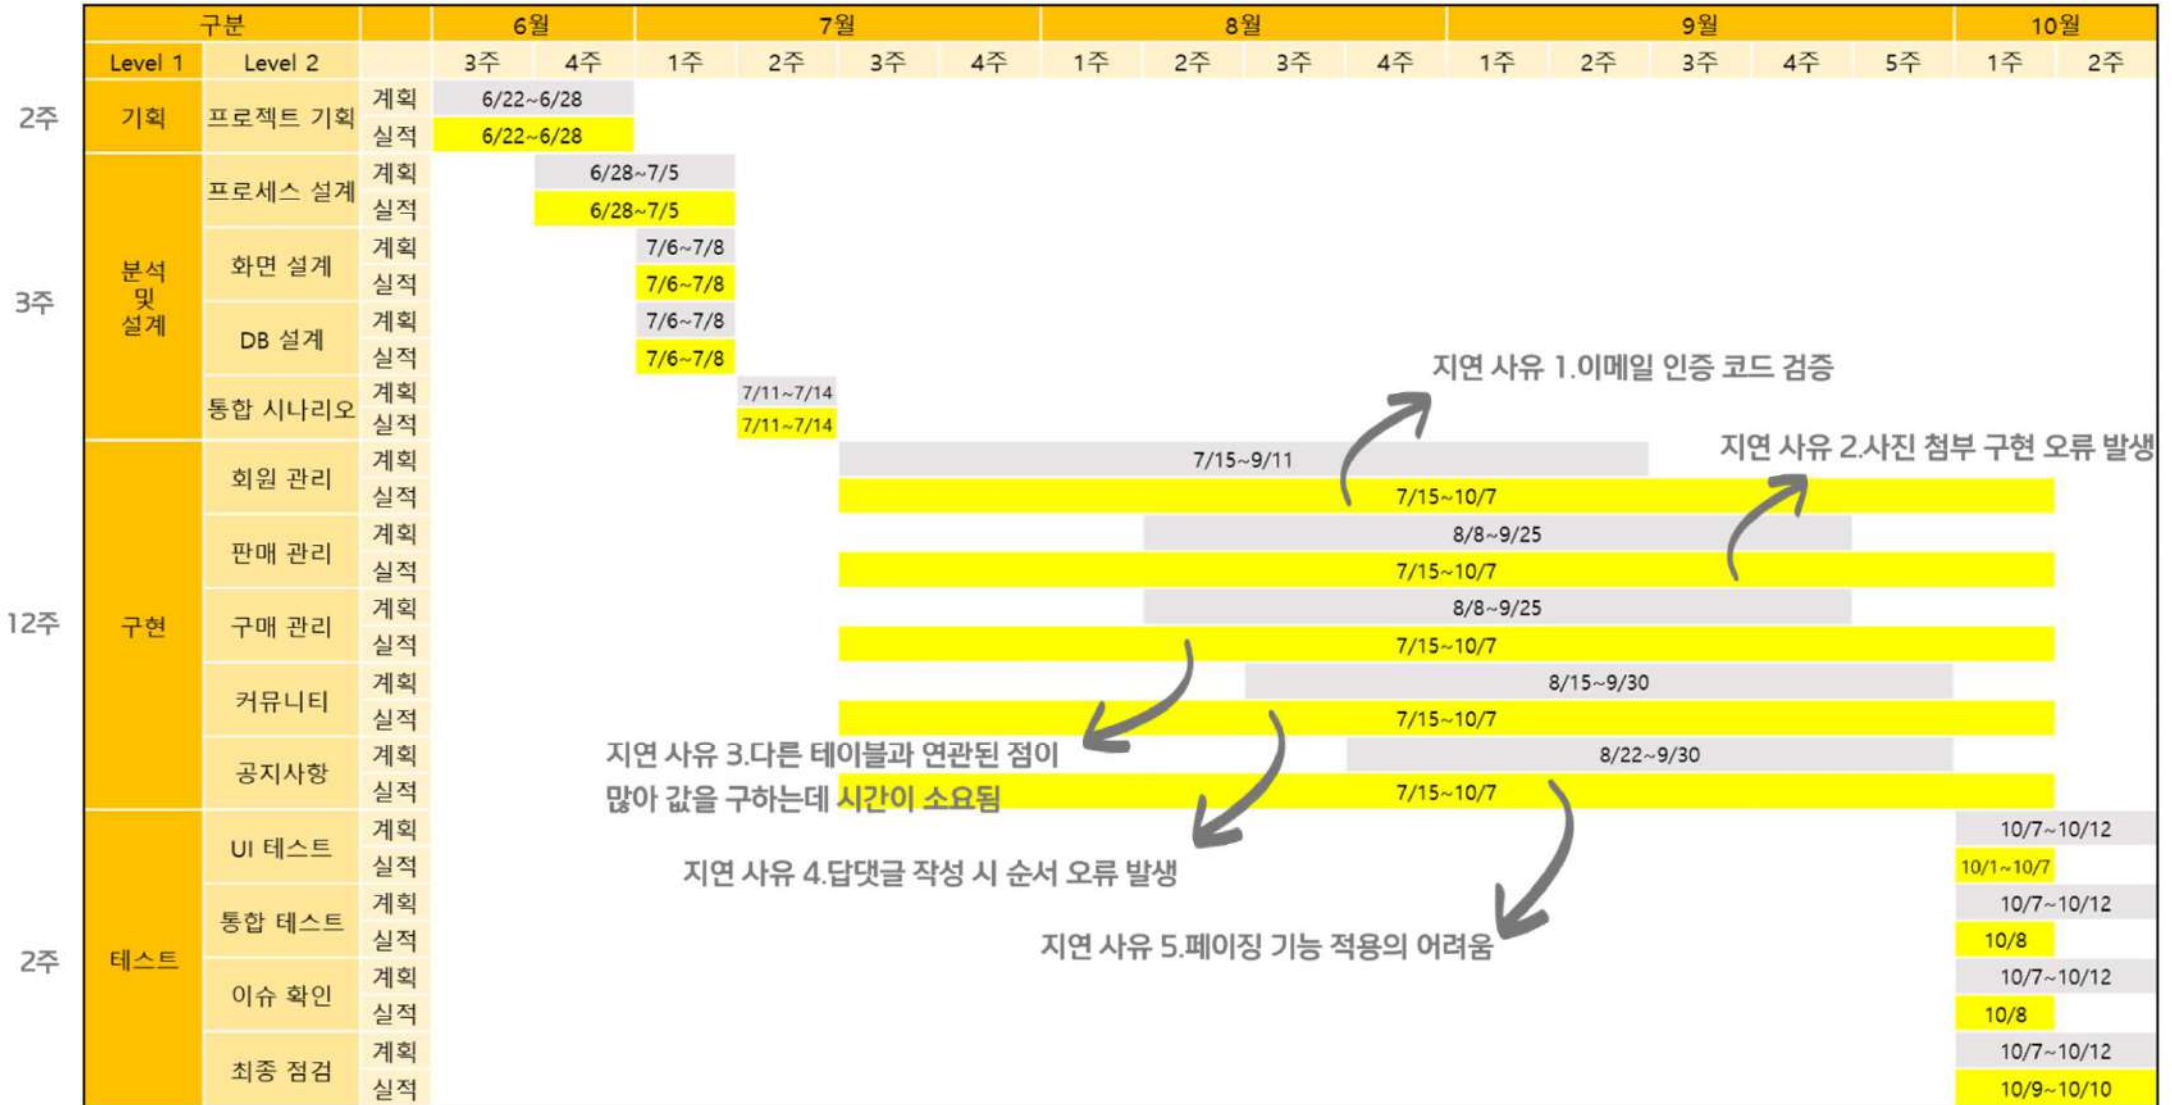 구분 6월 7월 8월 9월 10월
Level 1 Level 2 3주 4주 1주 2주 3주 4주 1주 2주 3주 4주 1주 2주 3주 4주 5주 1주 2주
2주
기획
프로젝트 기획
계획 6/22~6/28
실적 6/22~6/28
3주
분석
및
설계
프로세스 설계
계획 6/28~7/5
실적 6/28~7/5
화면 설계
계획 7/6~7/8
실적 7/6~7/8
DB 설계
계획 7/6~7/8
실적 7/6~7/8
통합 시나리오
계획 7/11~7/14
실적 7/11~7/14
지연 사유 1.이메일 인증 코드 검증
지연 사유 2.사진 첨부 구현 오류 발생
12주
구현
회원 관리
계획 7/15~9/11
실적 7/15~10/7
판매 관리
계획 8/8~9/25
실적 7/15~10/7
구매 관리
계획 8/8~9/25
실적 7/15~10/7
커뮤니티
계획 8/15~9/30
실적 7/15~10/7
지연 사유 3.다른 테이블과 연관된 점이
많아 값을 구하는데 시간이 소요됨
공지사항
계획 8/22~9/30
실적 7/15~10/7
지연 사유 4.답댓글 작성 시 순서 오류 발생
지연 사유 5.페이징 기능 적용의 어려움
2주
테스트
UI 테스트
계획 10/7~10/12
실적 10/1~10/7
통합 테스트
계획 10/7~10/12
실적 10/8
이슈 확인
계획 10/7~10/12
실적 10/8
최종 점검
계획 10/7~10/12
실적 10/9~10/10